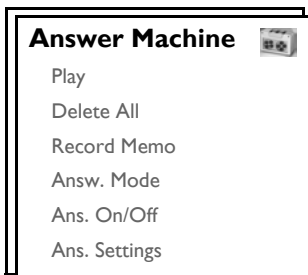 Answer Machine
Play
Delete All
Record Memo
Answ. Mode
Ans. On/Off
Ans. Settings